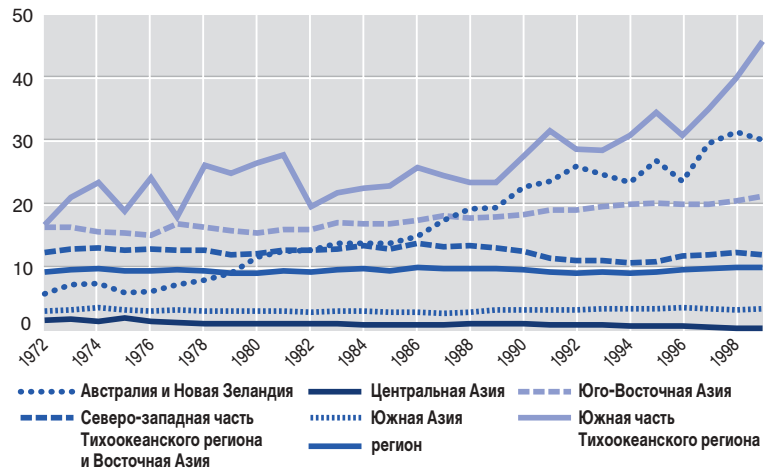 50
40
30
20
10
0
1972
1974
1976
1978
1980
1982
1984
1986
1988
1990
1992
1994
1996
1998
Австралия и Новая Зеландия
Северо-западная часть
Тихоокеанского региона
и Восточная Азия
Центральная Азия
Южная Азия
регион
Юго-Восточная Азия
Южная часть
Тихоокеанского региона